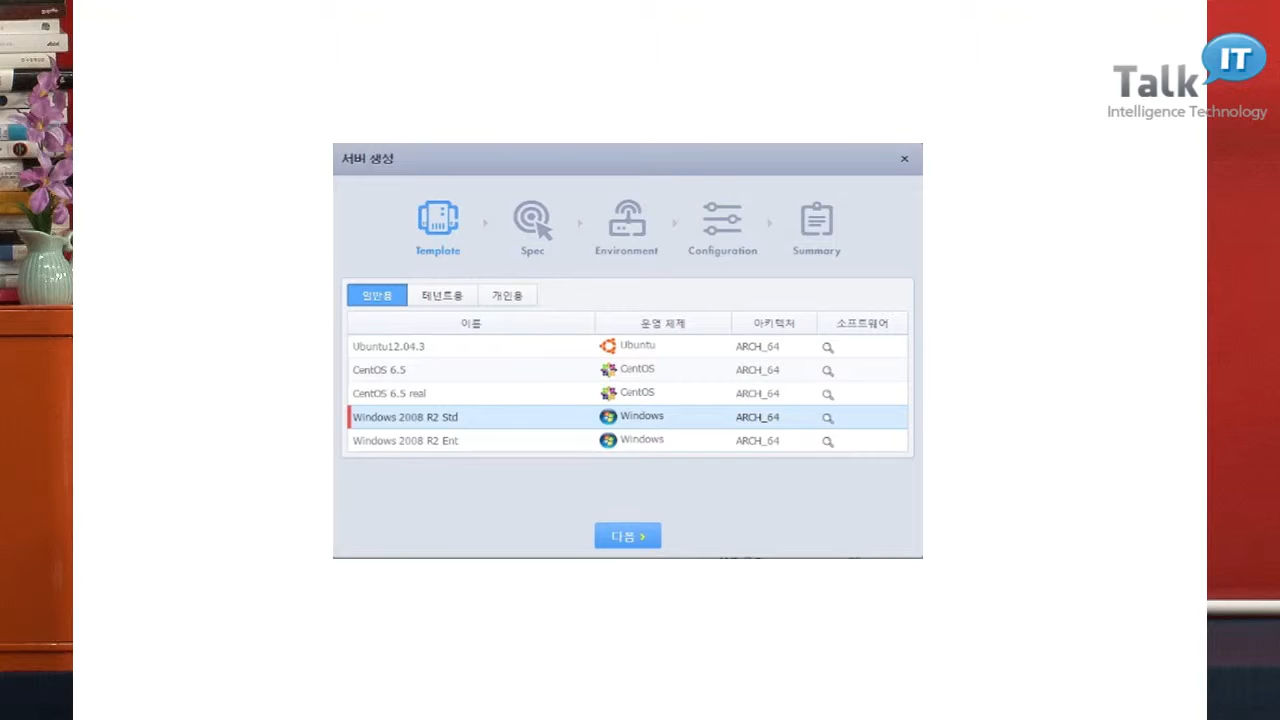 Talk IT
Intelligence Technology
서버 생성
Template
Spec
Environment
Configuration
Summary
일반용 테넌트용 개인용
이름 운영 체제 아키텍처 소프트웨어
Ubuntu12.04.3 Ubuntu ARCH_64
CentOS 6.5 CentOS ARCH_64
CentOS 6.5 real CentOS ARCH_64
Windows 2008 R2 Std Windows ARCH_64
Windows 2008 R2 Ent Windows ARCH_64
다음